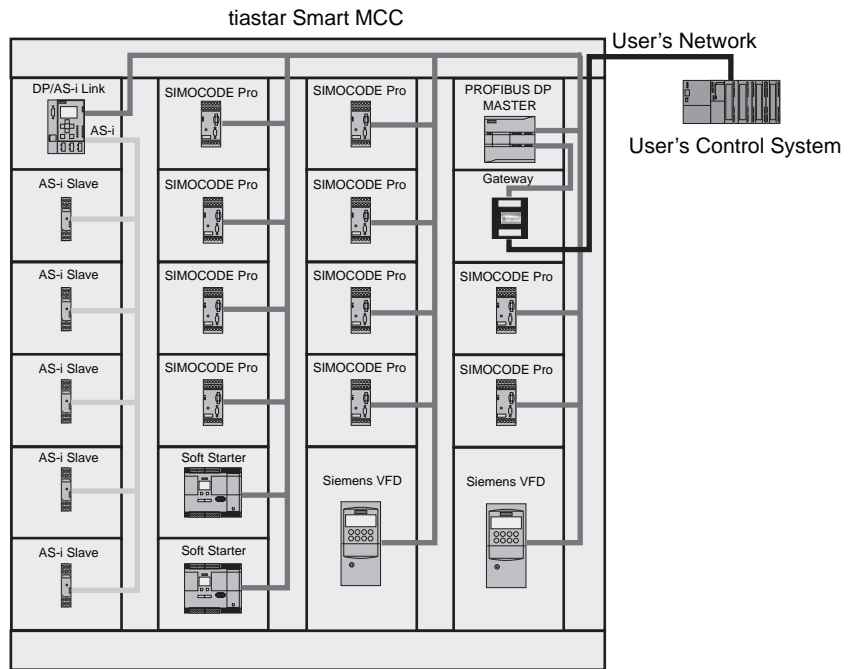 tiastar Smart MCC
User's Network
User's Control System
DP/AS-i Link
AS-i
AS-i Slave
AS-i Slave
AS-i Slave
AS-i Slave
AS-i Slave
SIMOCODE Pro
SIMOCODE Pro
SIMOCODE Pro
SIMOCODE Pro
Soft Starter
Soft Starter
SIMOCODE Pro
SIMOCODE Pro
SIMOCODE Pro
SIMOCODE Pro
Siemens VFD
PROFIBUS DP
MASTER
Gateway
SIMOCODE Pro
SIMOCODE Pro
Siemens VFD